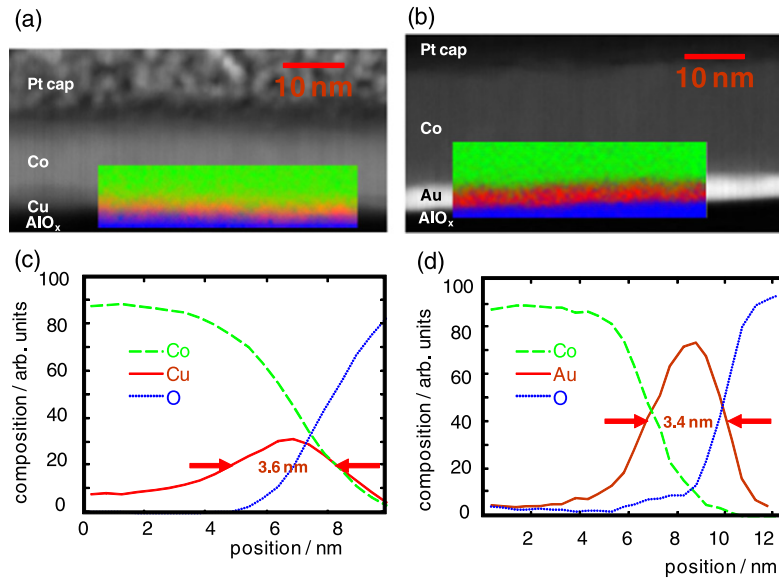 (a)
Pt cap
10 nm
Co
Cu
AlOₓ
(b)
Pt cap
10 nm
Co
Au
AlOₓ
(c)
composition / arb. units
100
80
60
40
20
0
Co
Cu
O
3.6 nm
0 2 4 6 8
position / nm
(d)
composition / arb. units
100
80
60
40
20
0
Co
Au
O
3.4 nm
2 4 6 8 10 12
position / nm